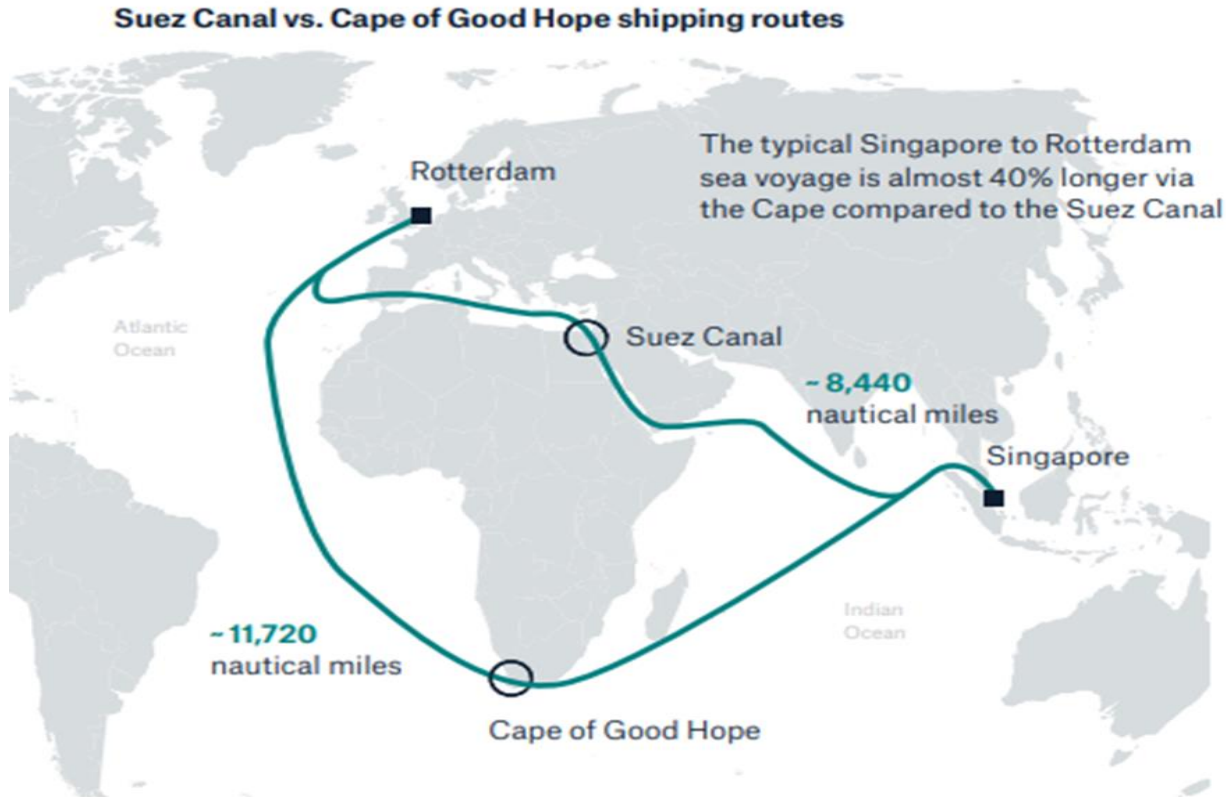 Suez Canal vs. Cape of Good Hope shipping routes
The typical Singapore to Rotterdam
sea voyage is almost 40% longer via
the Cape compared to the Suez Canal
Rotterdam
Atlantic
Ocean
Suez Canal
~ 8,440
nautical miles
Singapore
Indian
Ocean
~ 11,720
nautical miles
Cape of Good Hope